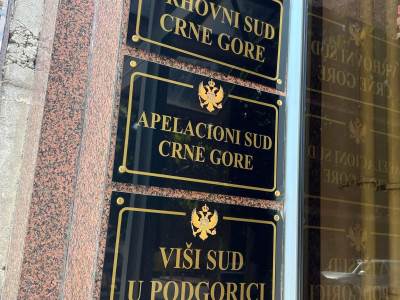 RHOVNI SUD
CRNE GORE
APELACIONI SUD
CRNE GORE
VIŠI SUD
U PODGORICI